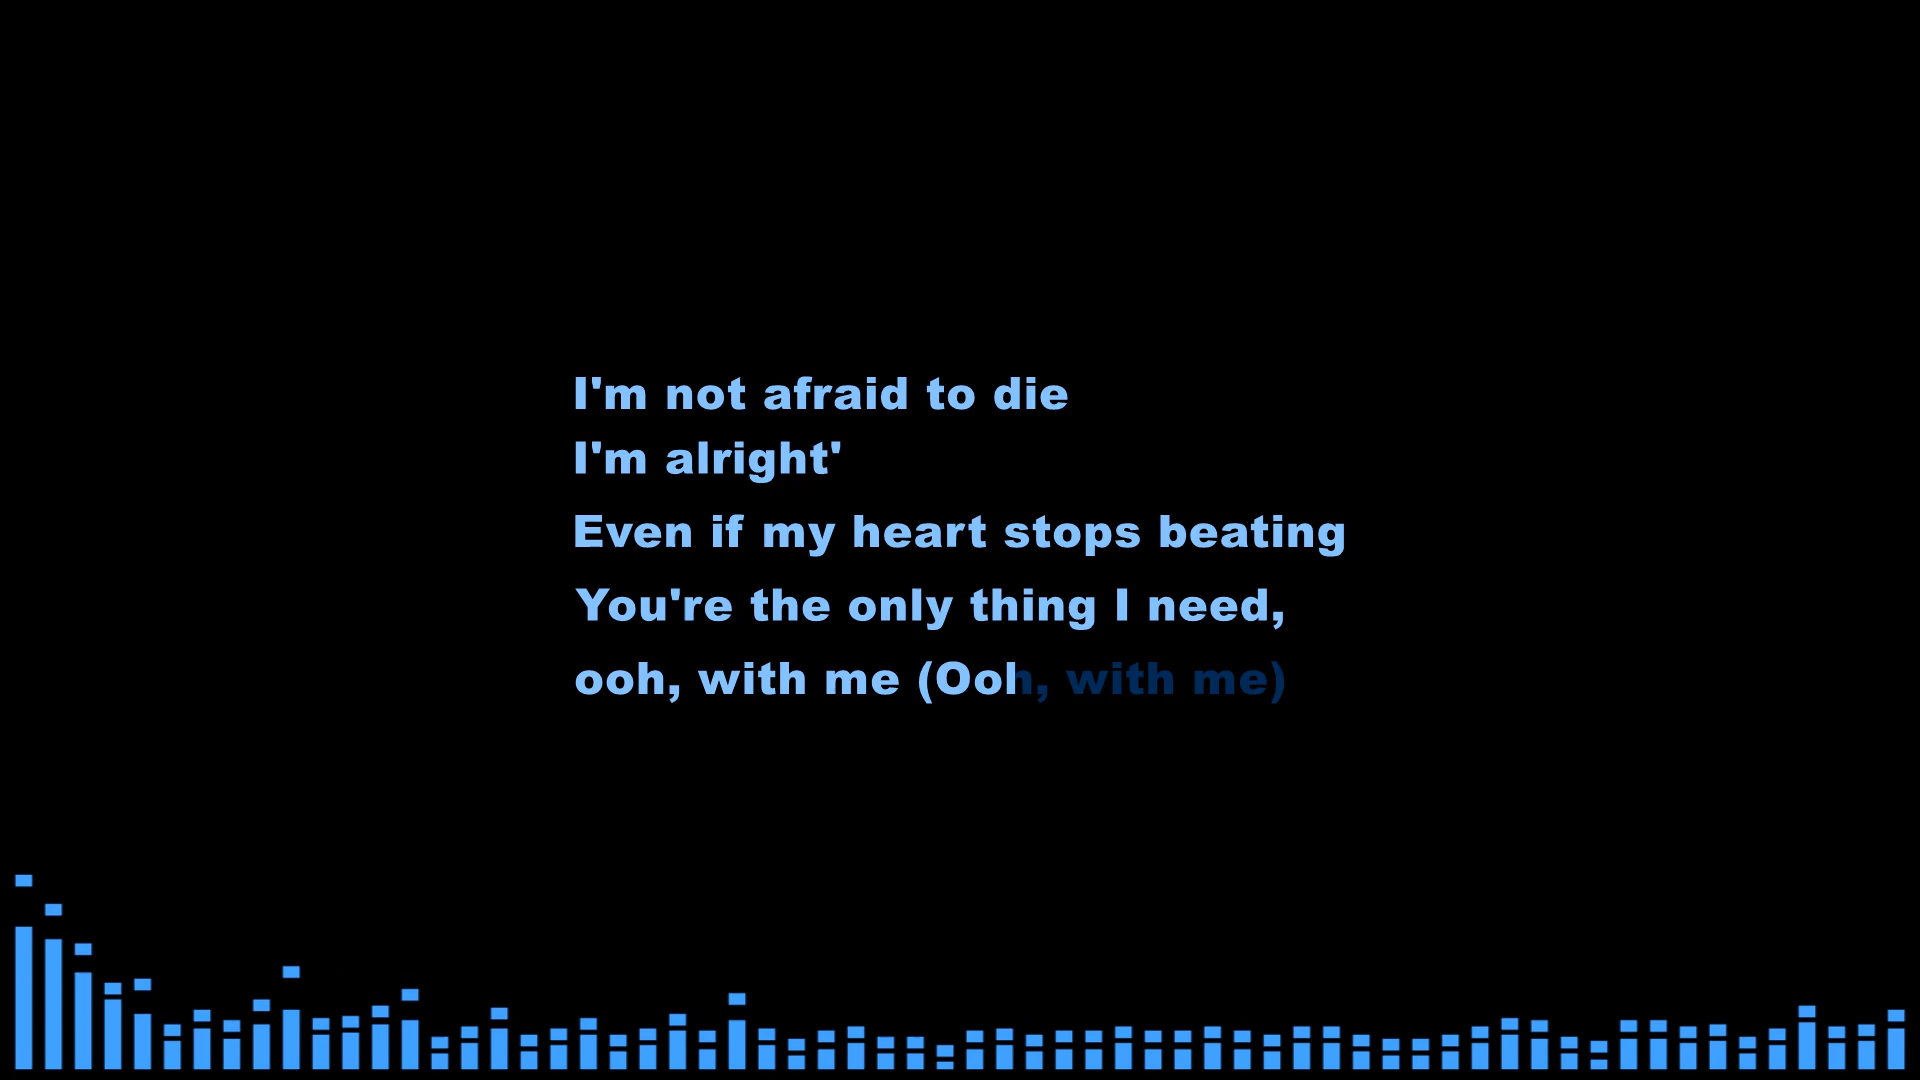 I'm not afraid to die
I'm alright'
Even if my heart stops beating
You're the only thing I need,
ooh, with me (Ooh, with me)